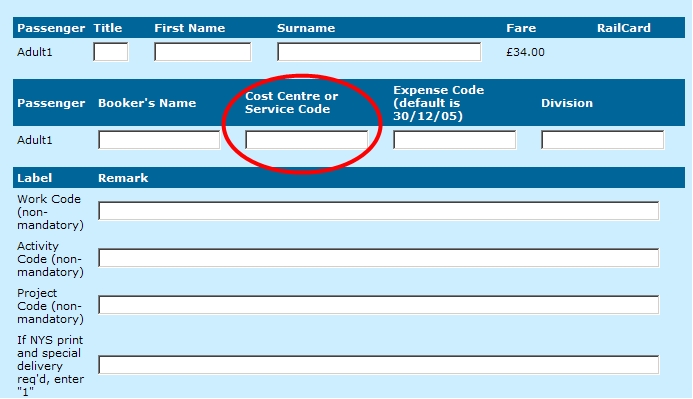 Passenger Title First Name Surname Fare RailCard
Adult1 £34.00
Passenger Booker's Name Cost Centre or Service Code Expense Code (default is 30/12/05) Division
Adult1
Label Remark
Work Code
(non-
mandatory)
Activity
Code (non-
mandatory)
Project
Code (non-
mandatory)
If NYS print
and special
delivery
req'd, enter
"1"